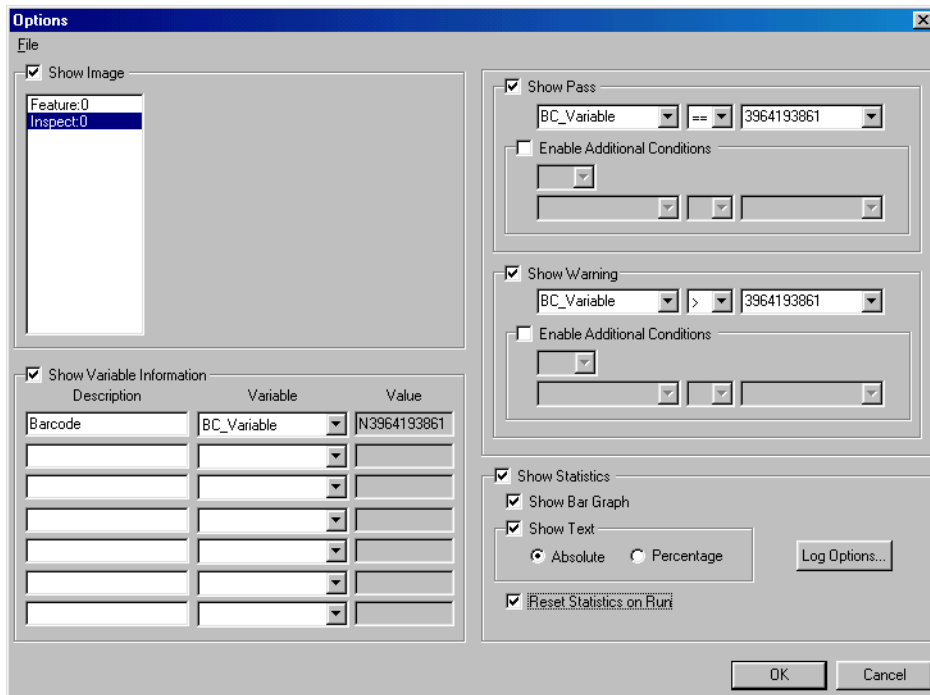 Options
File
Show Image
Feature:0
Inspect:0
Show Variable Information
Description Variable Value
Barcode BC_Variable N3964193861
Show Pass
BC_Variable == 3964193861
Enable Additional Conditions
Show Warning
BC_Variable > 3964193861
Enable Additional Conditions
Show Statistics
Show Bar Graph
Show Text
Absolute Percentage
Log Options...
Reset Statistics on Run
OK Cancel